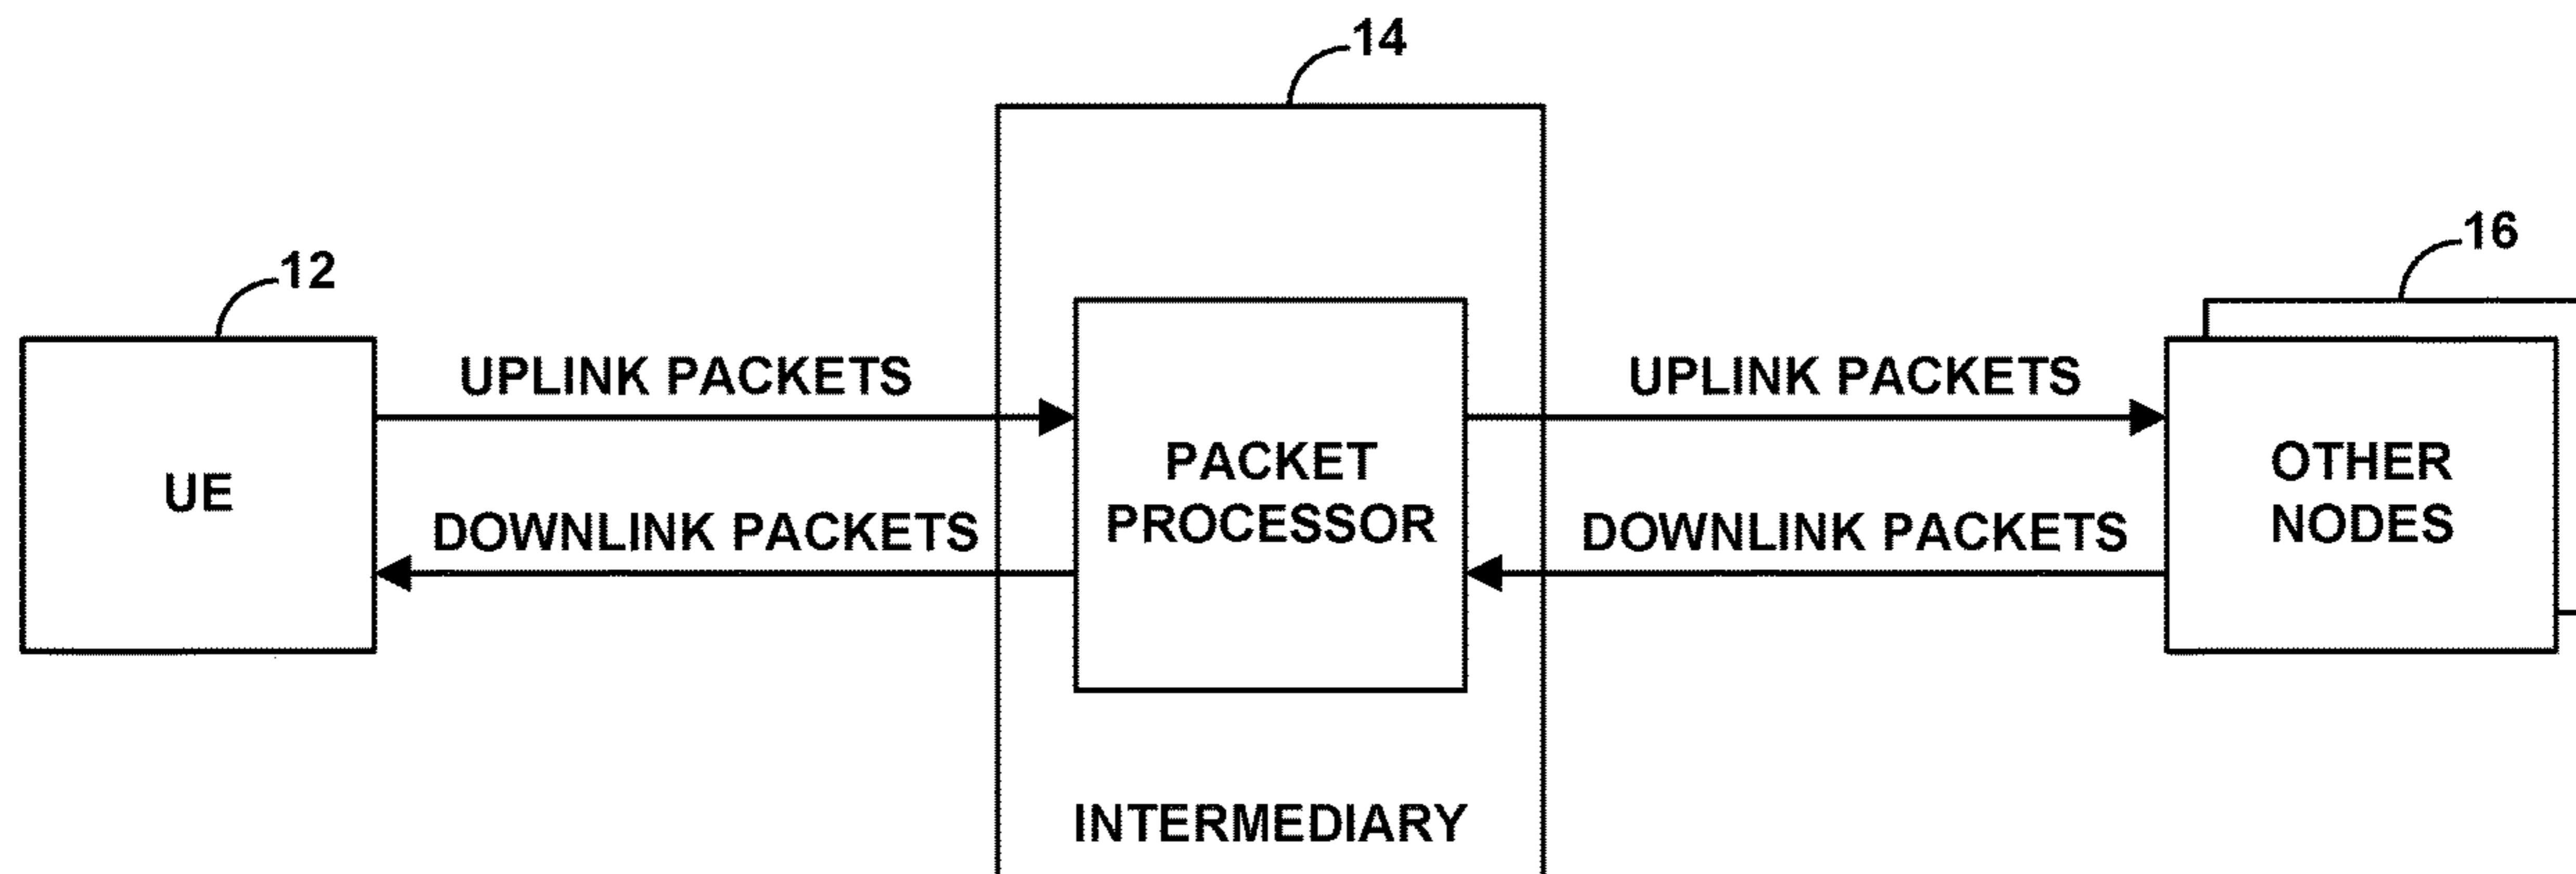 14
16
12
UPLINK PACKETS
UPLINK PACKETS
UE
PACKET
PROCESSOR
OTHER
NODES
DOWNLINK PACKETS
DOWNLINK PACKETS
INTERMEDIARY